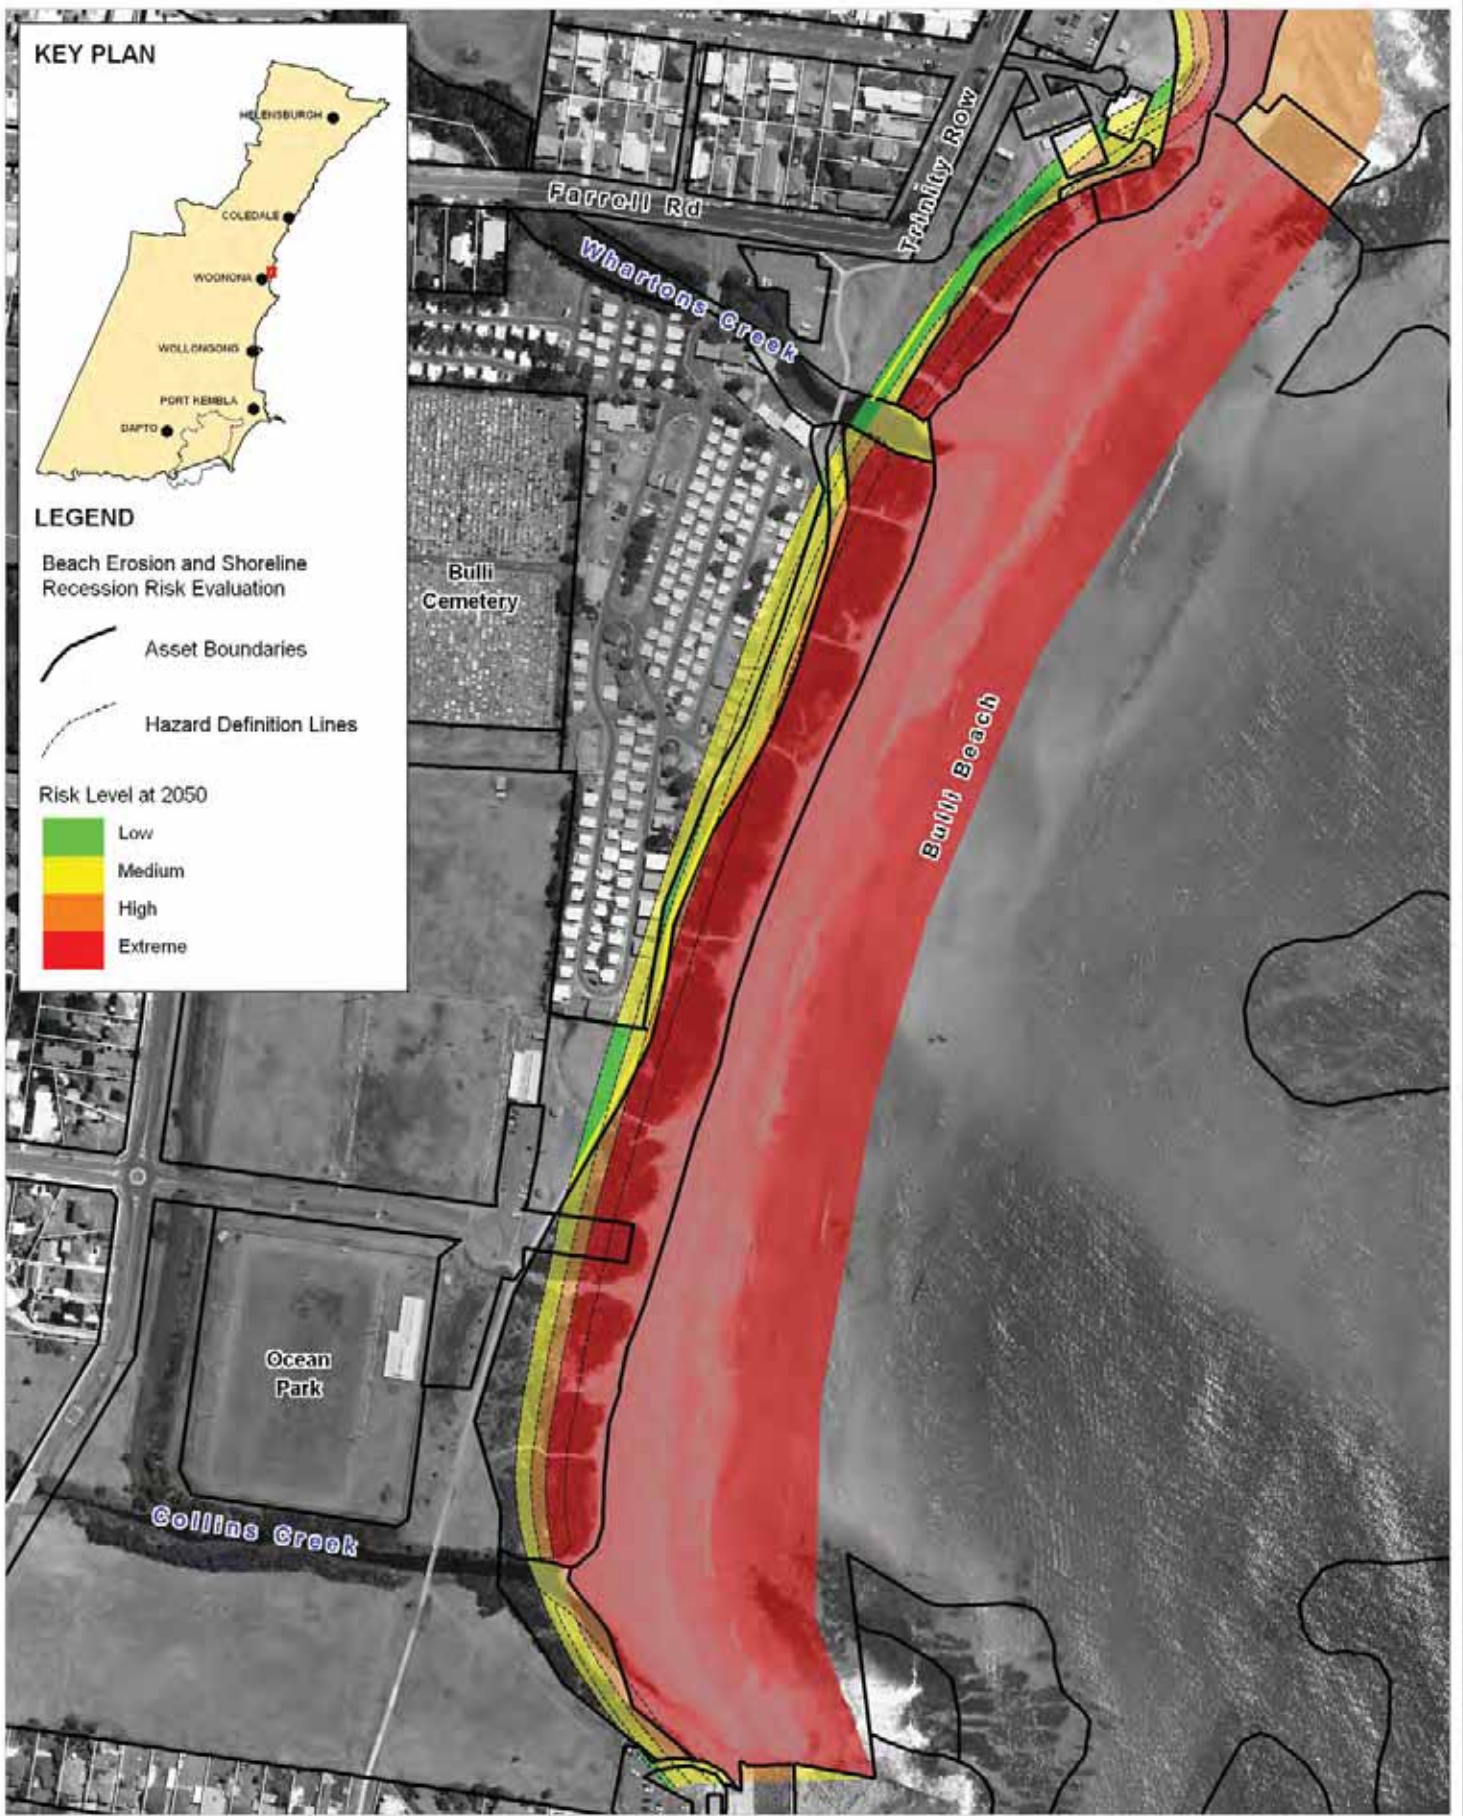 KEY PLAN
HELENSBURGH
COLEDALE
WOONONA
WOLLONGONG
PORT KEMBLA
DAPTO
LEGEND
Beach Erosion and Shoreline
Recession Risk Evaluation
Asset Boundaries
Hazard Definition Lines
Risk Level at 2050
Low
Medium
High
Extreme
Farrell Rd
Trinity Row
Whartons Creek
Bulli
Cemetery
Bulli Beach
Ocean
Park
Collins Creek